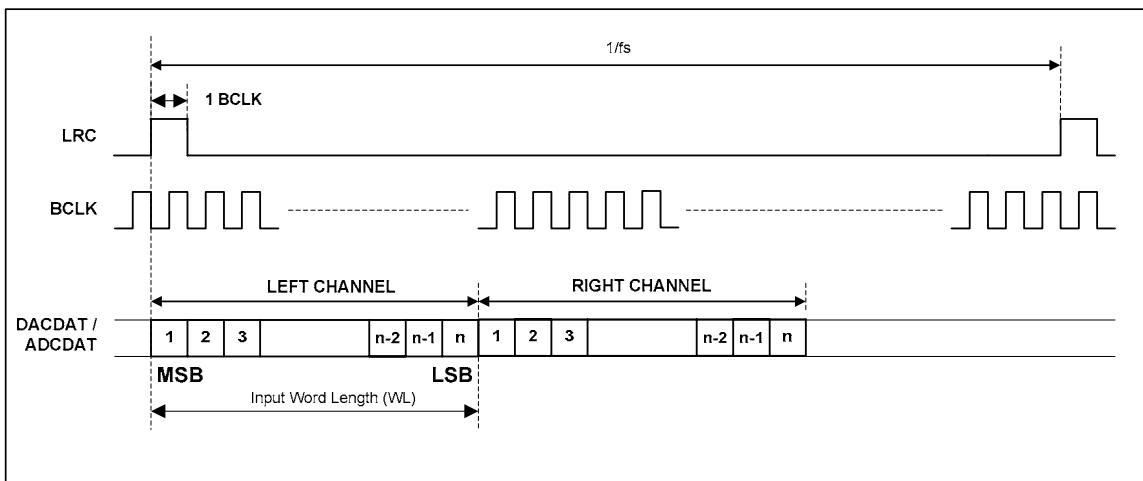 1/fs
1 BCLK
LRC
BCLK
LEFT CHANNEL RIGHT CHANNEL
DACDAT /
ADCDAT
1 2 3 n-2 n-1 n 1 2 3 n-2 n-1 n
MSB LSB
Input Word Length (WL)